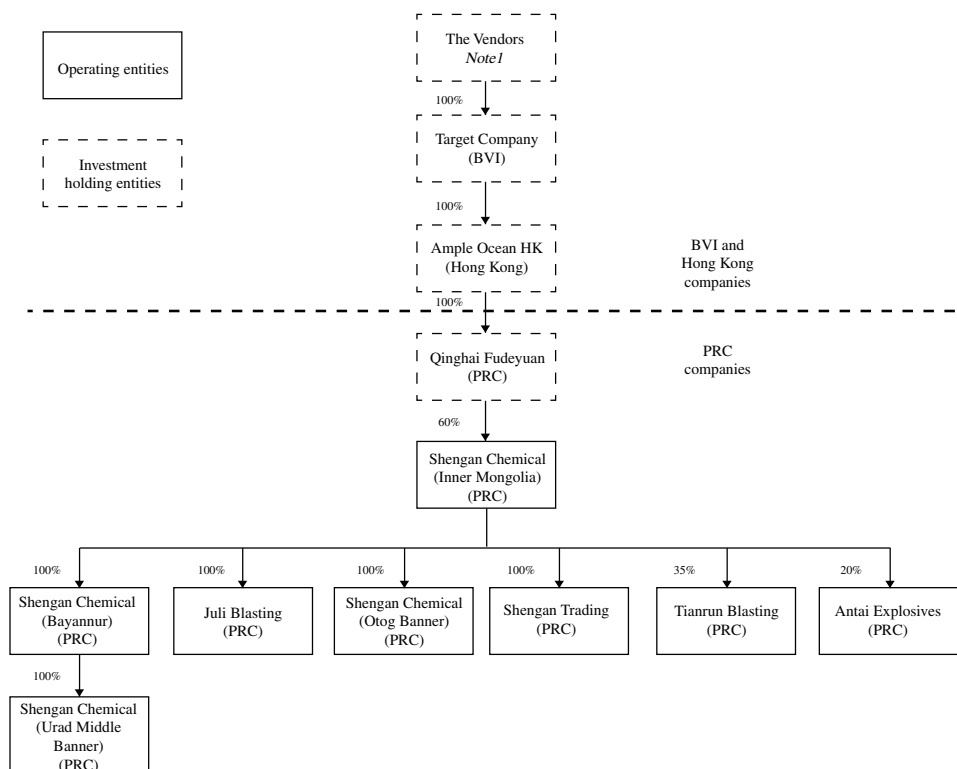 The Vendors
Note1
Operating entities
100%
Target Company
(BVI)
Investment
holding entities
100%
Ample Ocean HK
(Hong Kong)
BVI and
Hong Kong
companies
100%
Qinghai Fudeyuan
(PRC)
PRC
companies
60%
Shengan Chemical
(Inner Mongolia)
(PRC)
100%
100%
100%
100%
35%
20%
Shengan Chemical
(Bayannur)
(PRC)
Juli Blasting
(PRC)
Shengan Chemical
(Otog Banner)
(PRC)
Shengan Trading
(PRC)
Tianrun Blasting
(PRC)
Antai Explosives
(PRC)
100%
Shengan Chemical
(Urad Middle
Banner)
(PRC)